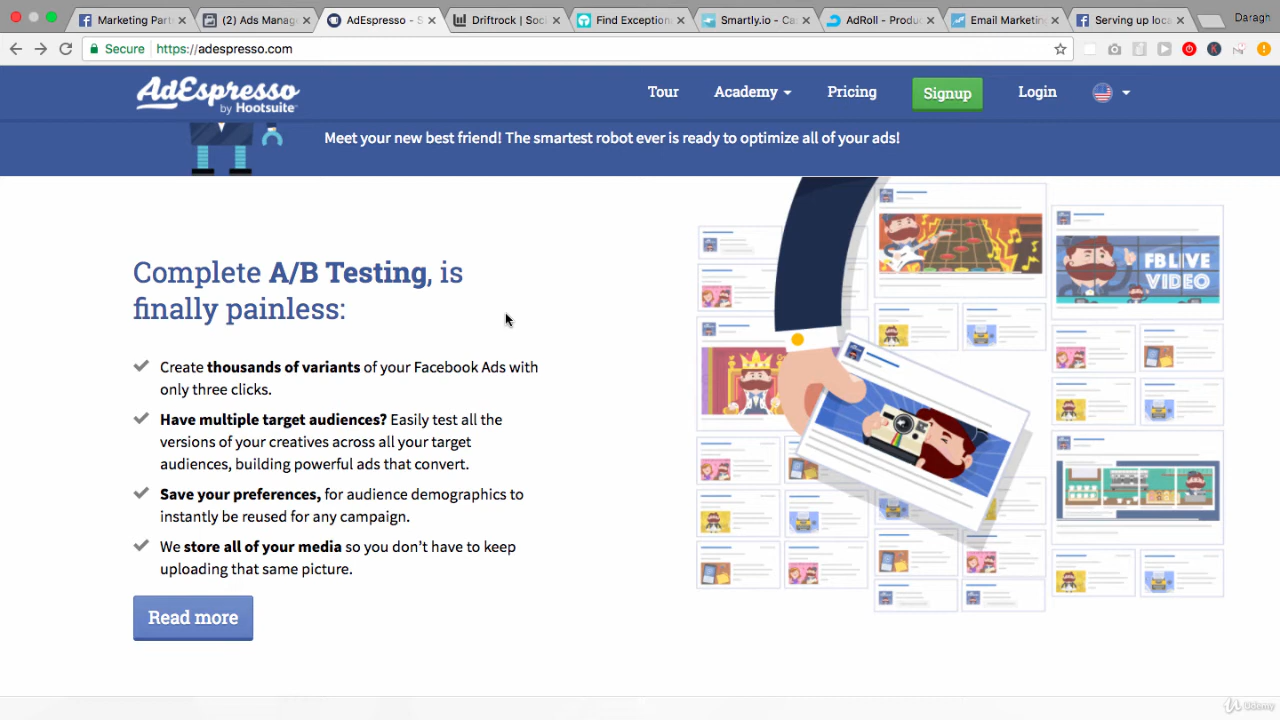 Marketing Part
(2) Ads Manag
AdEspresso - S
Driftrock | Soci
Find Exception
Smartly.io - Ca
AdRoll - Produc
Email Marketin
Serving up loca
Daragh
Secure https://adespresso.com
AdEspresso
by Hootsuite
Tour
Academy
Pricing
Signup
Login
Meet your new best friend! The smartest robot ever is ready to optimize all of your ads!
Complete A/B Testing, is
finally painless:
Create thousands of variants of your Facebook Ads with
only three clicks.
Have multiple target audiences? Easily test all the
versions of your creatives across all your target
audiences, building powerful ads that convert.
Save your preferences, for audience demographics to
instantly be reused for any campaign.
We store all of your media so you don’t have to keep
uploading that same picture.
Read more
FB LIVE
VIDEO
Udemy